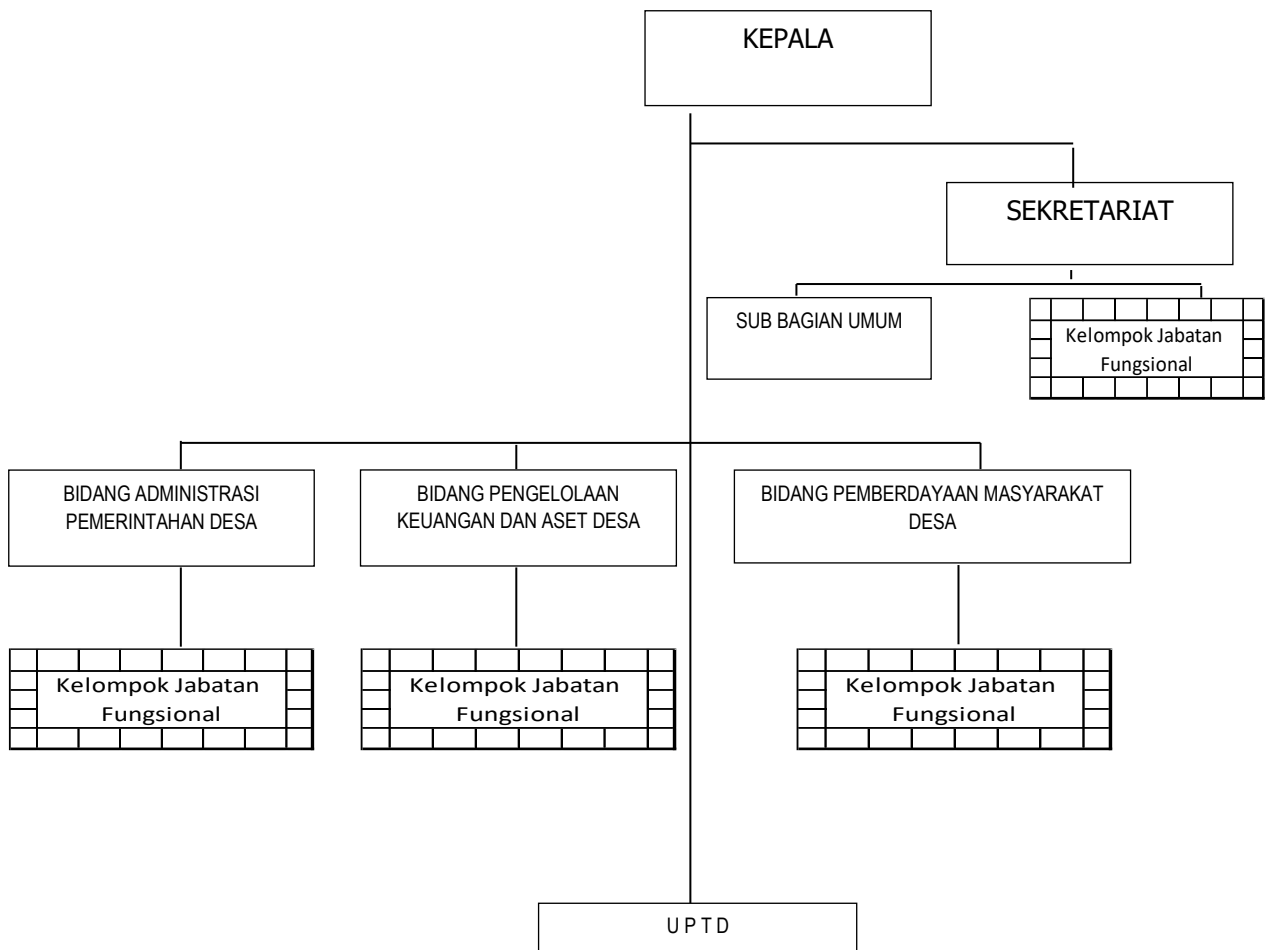 KEPALA
SEKRETARIAT
SUB BAGIAN UMUM
Kelompok Jabatan
Fungsional
BIDANG ADMINISTRASI
PEMERINTAHAN DESA
BIDANG PENGELOLAAN
KEUANGAN DAN ASET DESA
BIDANG PEMBERDAYAAN MASYARAKAT
DESA
Kelompok Jabatan
Fungsional
Kelompok Jabatan
Fungsional
Kelompok Jabatan
Fungsional
U P T D